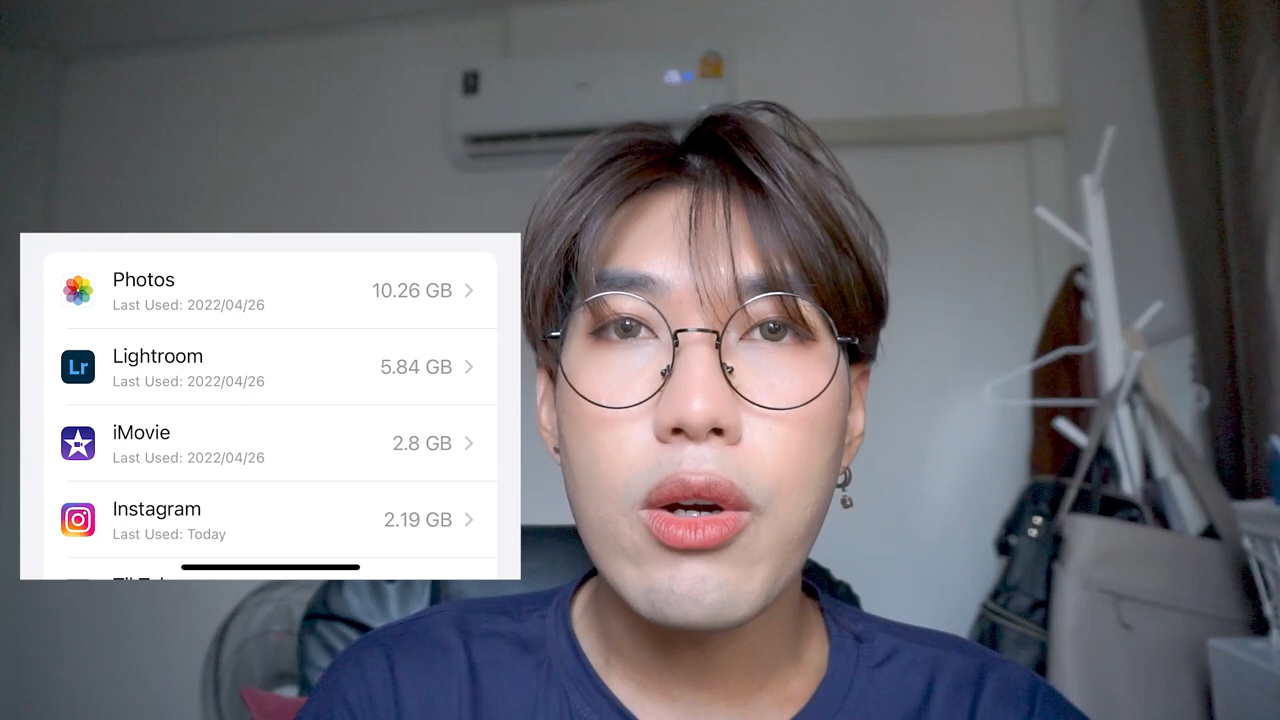 Photos
10.26 GB
Last Used: 2022/04/26
Lr
Lightroom
5.84 GB
Last Used: 2022/04/26
iMovie
2.8 GB
Last Used: 2022/04/26
Instagram
2.19 GB
Last Used: Today